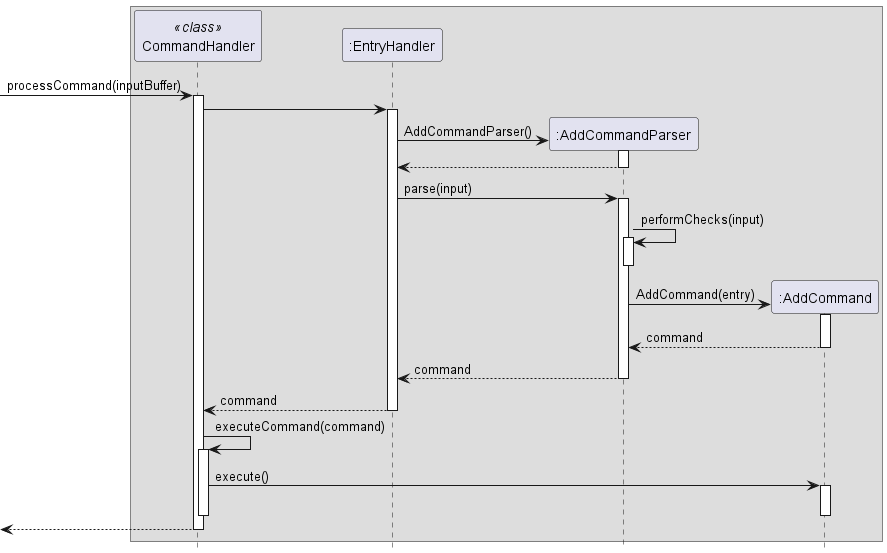 «class»
CommandHandler
:EntryHandler
processCommand(inputBuffer)
AddCommandParser()
:AddCommandParser
parse(input)
performChecks(input)
AddCommand(entry)
:AddCommand
command
command
command
executeCommand(command)
execute()